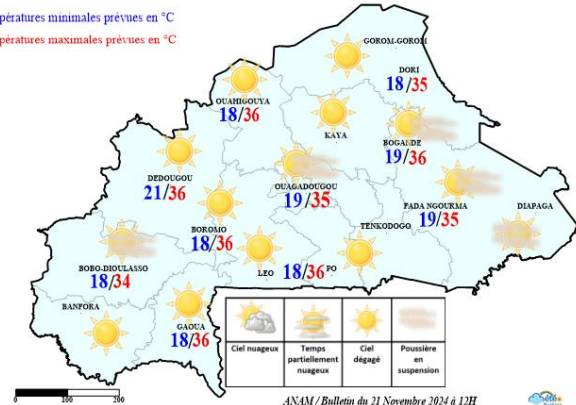 pératures minimales prévues en °C
pératures maximales prévues en °C
GOROM-GOROM
DORI
18/35
OUAHIGOUYA
18/36
KAYA
BOGANDE
19/36
DEDOUGOU
21/36
OUAGADOUGOU
19/35
FADA NGOURMA
19/35
DIAPAGA
BOROMO
18/36
TENKODOGO
BOBO-DIOULASSO
18/34
LEO
18/36 PO
BANFORA
GAOUA
18/36
Ciel nuageux
Temps partiellement nuageux
Ciel dégagé
Poussière en suspension
0 100 200
ANAM / Bulletin du 21 Novembre 2024 à 12H